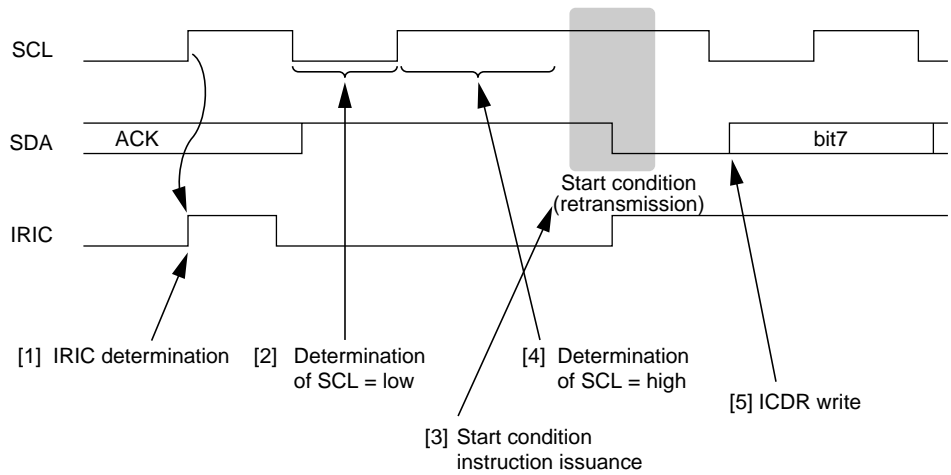 SCL
SDA
ACK
bit7
Start condition
(retransmission)
IRIC
[1] IRIC determination
[2] Determination
of SCL = low
[4] Determination
of SCL = high
[5] ICDR write
[3] Start condition
instruction issuance